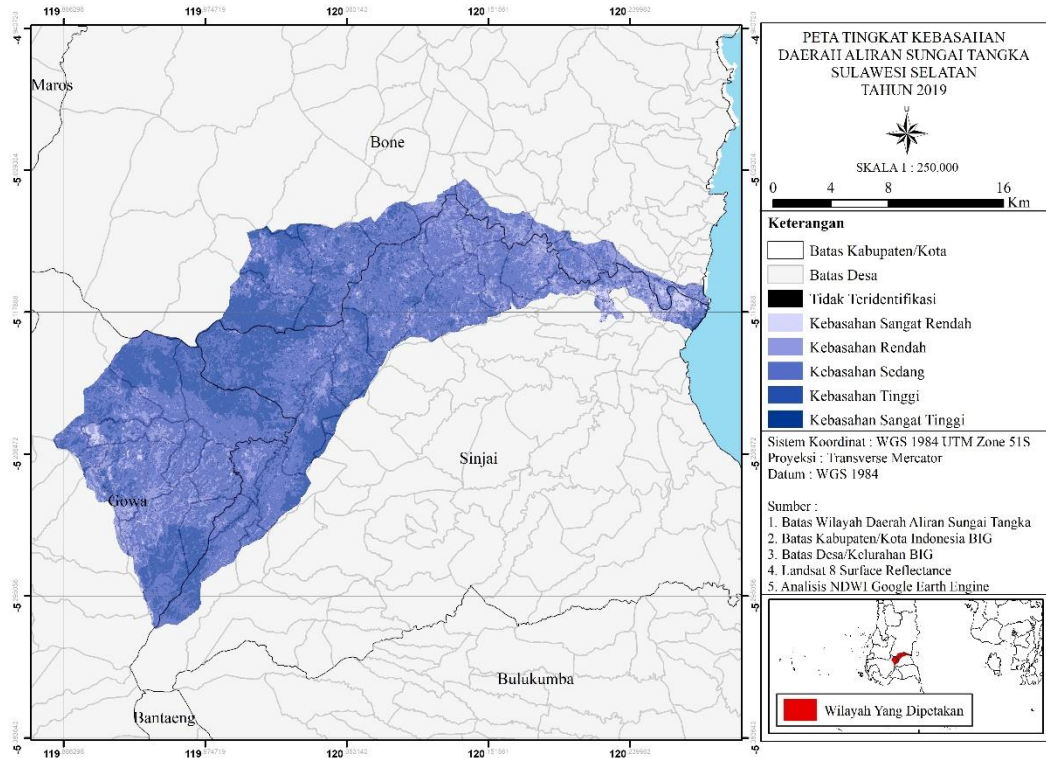 119.866296
119.974719
120.063142
120.151561
120.239982
Maros
Bone
Sinjai
Gowa
Bulukumba
Bantaeng
PETA TINGKAT KEBASAHAN
DAERAH ALIRAN SUNGAI TANGKA
SULAWESI SELATAN
TAHUN 2019
SKALA 1 : 250.000
0 4 8 16
Km
Keterangan
Batas Kabupaten/Kota
Batas Desa
Tidak Teridentifikasi
Kebasahan Sangat Rendah
Kebasahan Rendah
Kebasahan Sedang
Kebasahan Tinggi
Kebasahan Sangat Tinggi
Sistem Koordinat : WGS 1984 UTM Zone 51S
Proyeksi : Transverse Mercator
Datum : WGS 1984
Sumber :
1. Batas Wilayah Daerah Aliran Sungai Tangka
2. Batas Kabupaten/Kota Indonesia BIG
3. Batas Desa/Kelurahan BIG
4. Landsat 8 Surface Reflectance
5. Analisis NDWI Google Earth Engine
Wilayah Yang Dipetakan